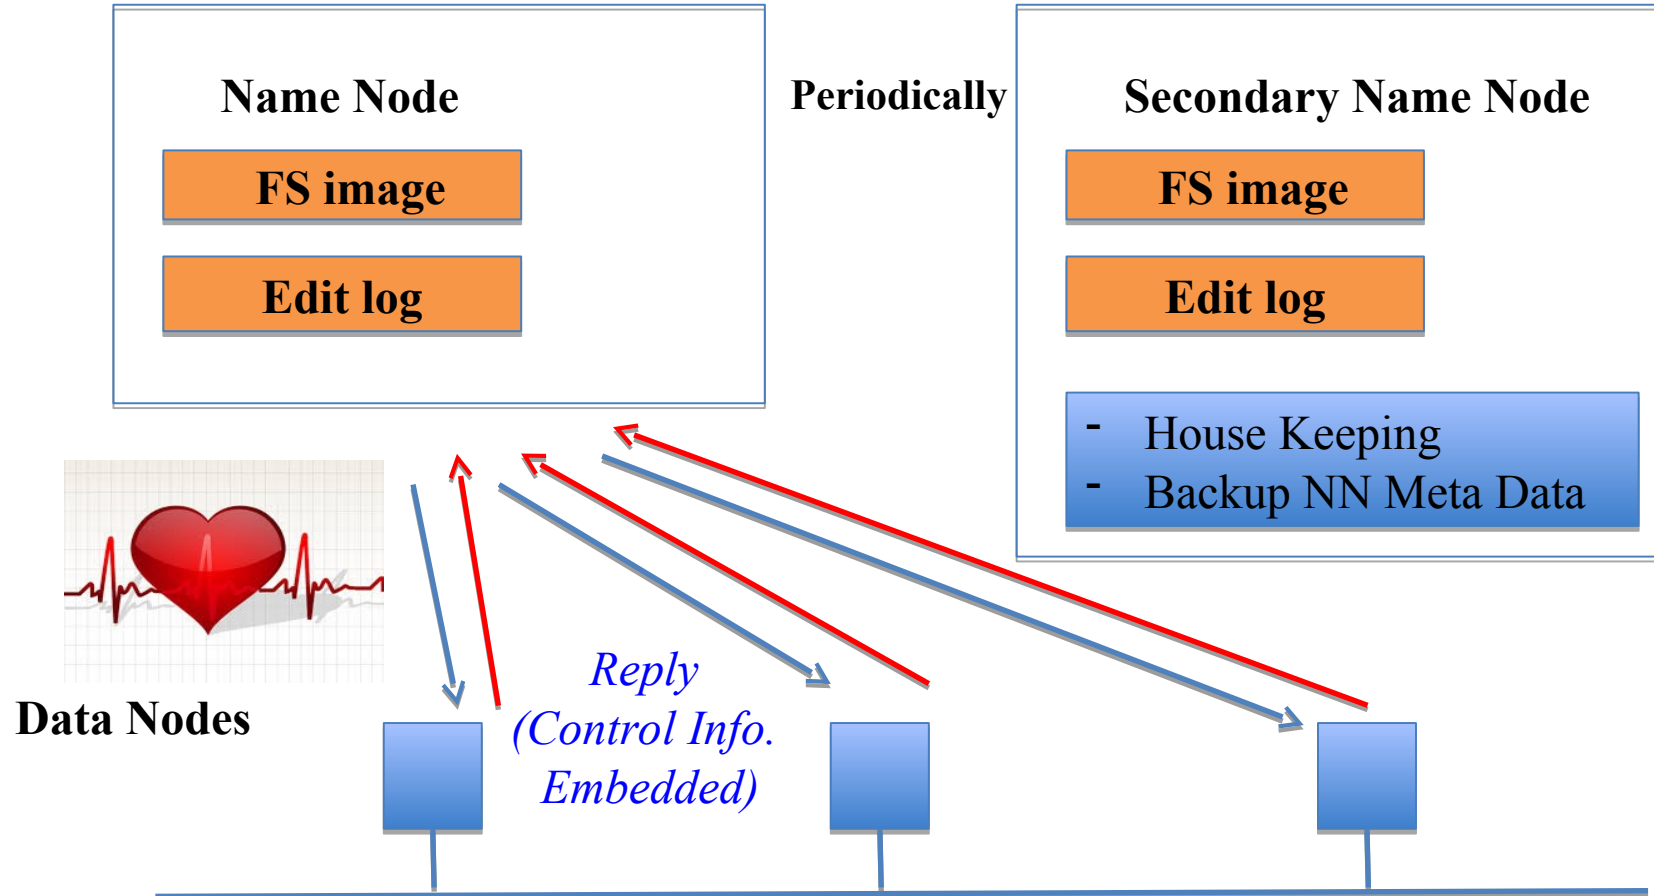 Name Node
FS image
Edit log
Periodically
Secondary Name Node
FS image
Edit log
- House Keeping
- Backup NN Meta Data
Data Nodes
Reply
(Control Info.
Embedded)